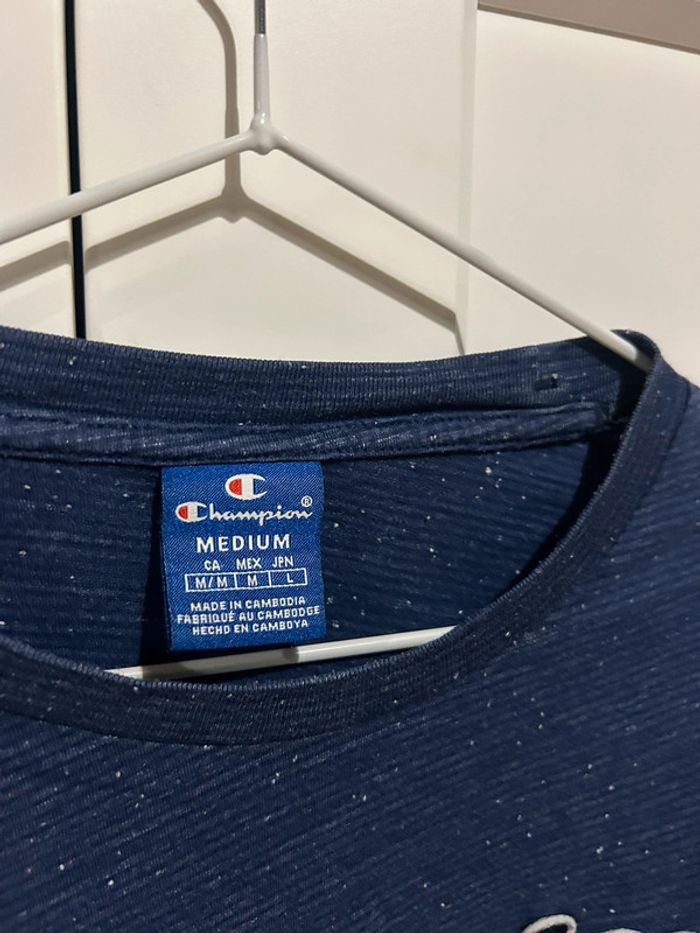 Champion®
MEDIUM
CA MEX JPN
M/M M L
MADE IN CAMBODIA
FABRIQUÉ AU CAMBODGE
HECHO EN CAMBOYA